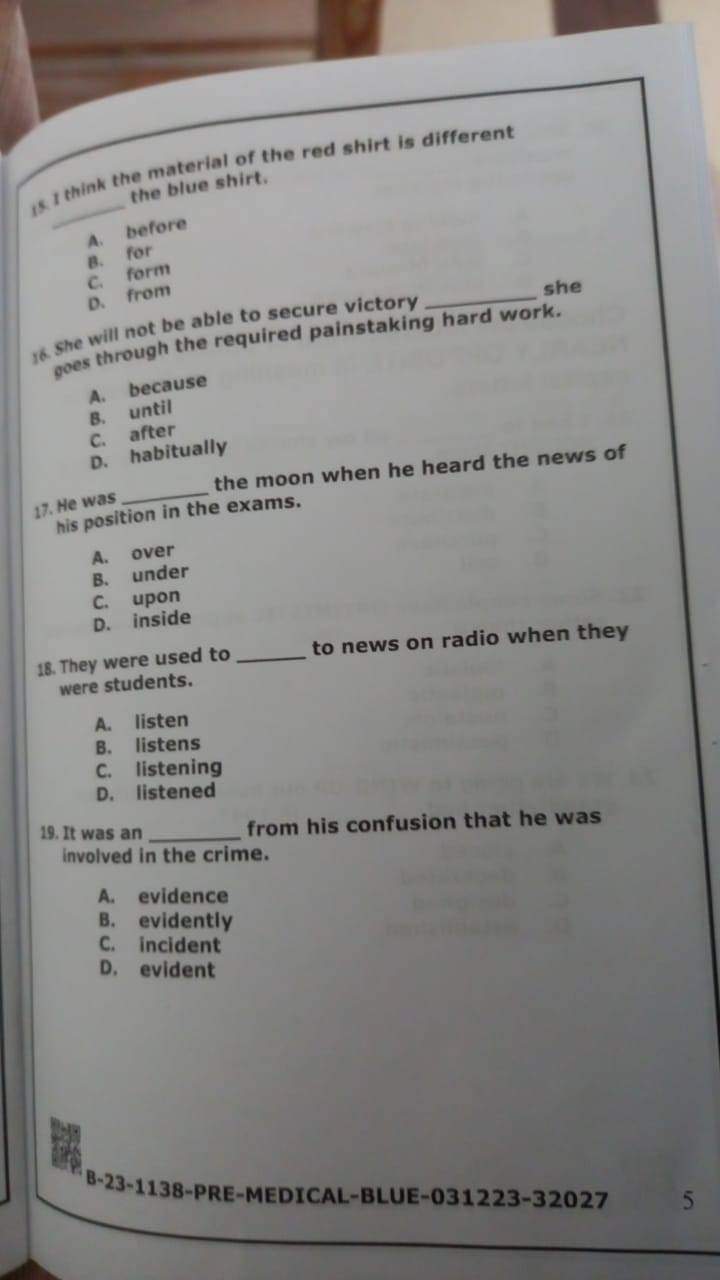 15. I think the material of the red shirt is different
________ the blue shirt.
A. before
B. for
C. form
D. from
16. She will not be able to secure victory ________ she
goes through the required painstaking hard work.
A. because
B. until
C. after
D. habitually
17. He was ________ the moon when he heard the news of
his position in the exams.
A. over
B. under
C. upon
D. inside
18. They were used to ______ to news on radio when they
were students.
A. listen
B. listens
C. listening
D. listened
19. It was an ________ from his confusion that he was
involved in the crime.
A. evidence
B. evidently
C. incident
D. evident
B-23-1138-PRE-MEDICAL-BLUE-031223-32027
5